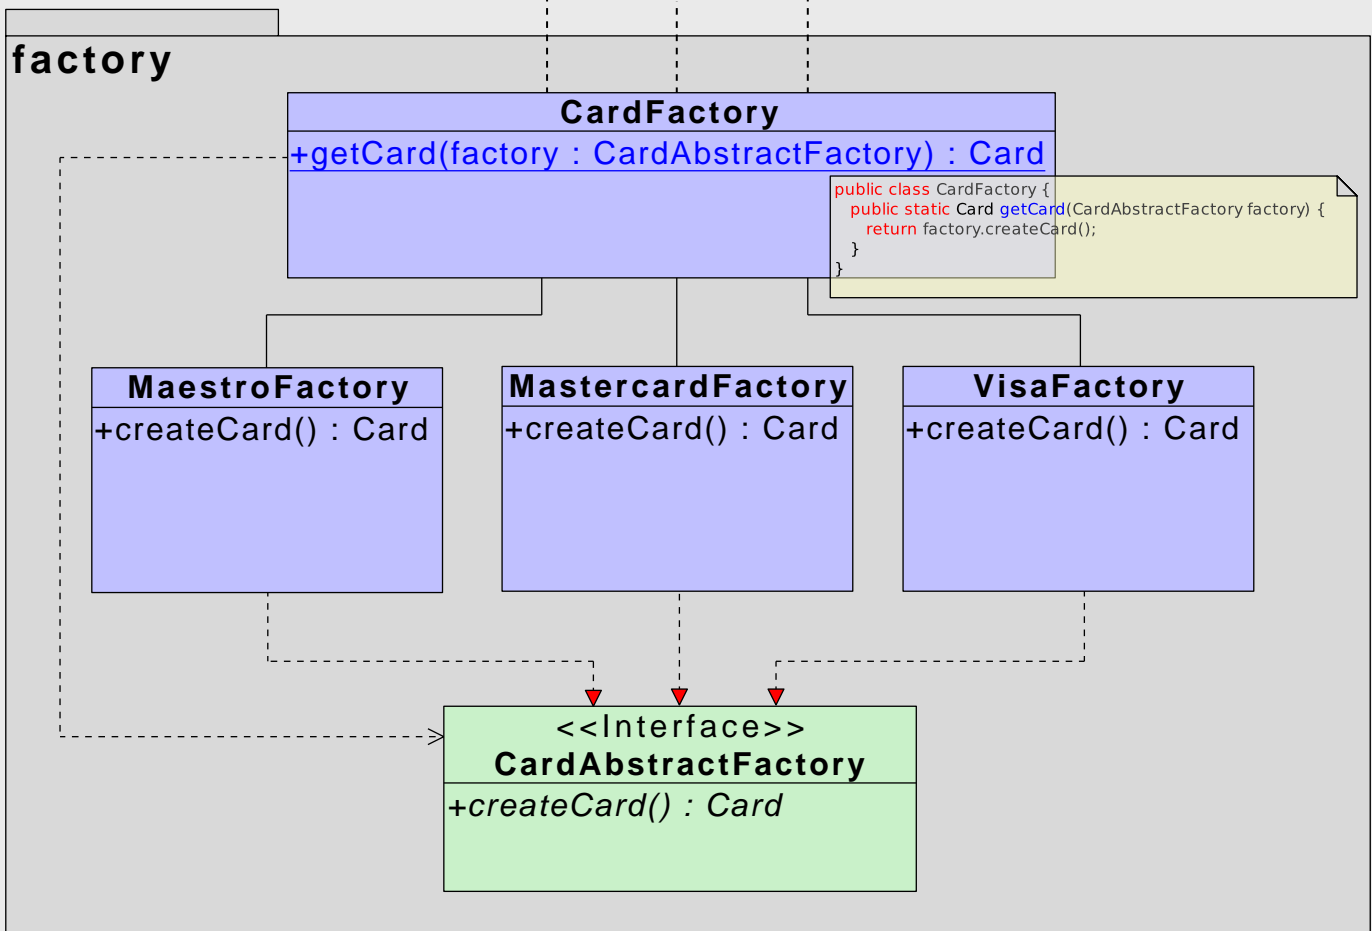 factory
CardFactory
+getCard(factory : CardAbstractFactory) : Card
public class CardFactory {
public static Card getCard(CardAbstractFactory factory) {
return factory.createCard();
}
}
MaestroFactory
+createCard() : Card
MastercardFactory
+createCard() : Card
VisaFactory
+createCard() : Card
<<Interface>>
CardAbstractFactory
+createCard() : Card